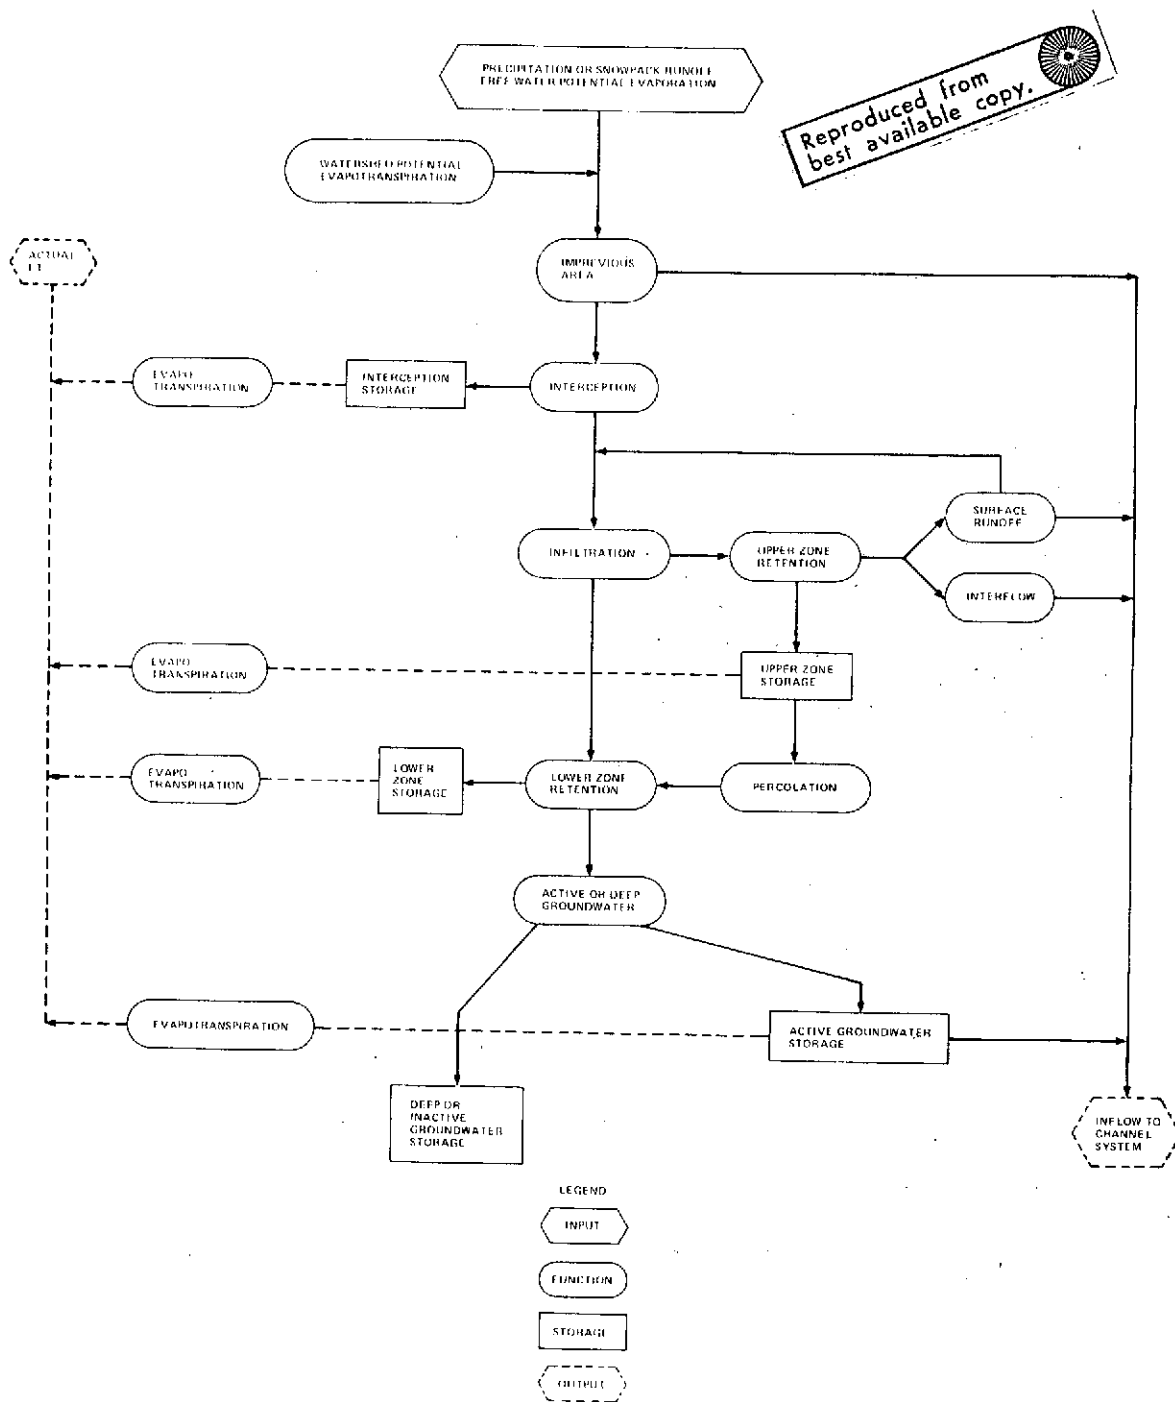 PRECIPITATION OR SNOWPACK RUNOFF
FREE WATER POTENTIAL EVAPORATION
Reproduced from
best available copy.
WATERSHED POTENTIAL
EVAPOTRANSPIRATION
ACTUAL
ET
IMPREVIOUS
AREA
EVAPO
TRANSPIRATION
INTERCEPTION
STORAGE
INTERCEPTION
SURFACE
RUNOFF
INFILTRATION
UPPER ZONE
RETENTION
INTERFLOW
EVAPO
TRANSPIRATION
UPPER ZONE
STORAGE
EVAPO
TRANSPIRATION
LOWER
ZONE
STORAGE
LOWER ZONE
RETENTION
PERCOLATION
ACTIVE OR DEEP
GROUNDWATER
EVAPOTRANSPIRATION
ACTIVE GROUNDWATER
STORAGE
DEEP OR
INACTIVE
GROUNDWATER
STORAGE
INFLOW TO
CHANNEL
SYSTEM
LEGEND
INPUT
FUNCTION
STORAGE
OUTPUT